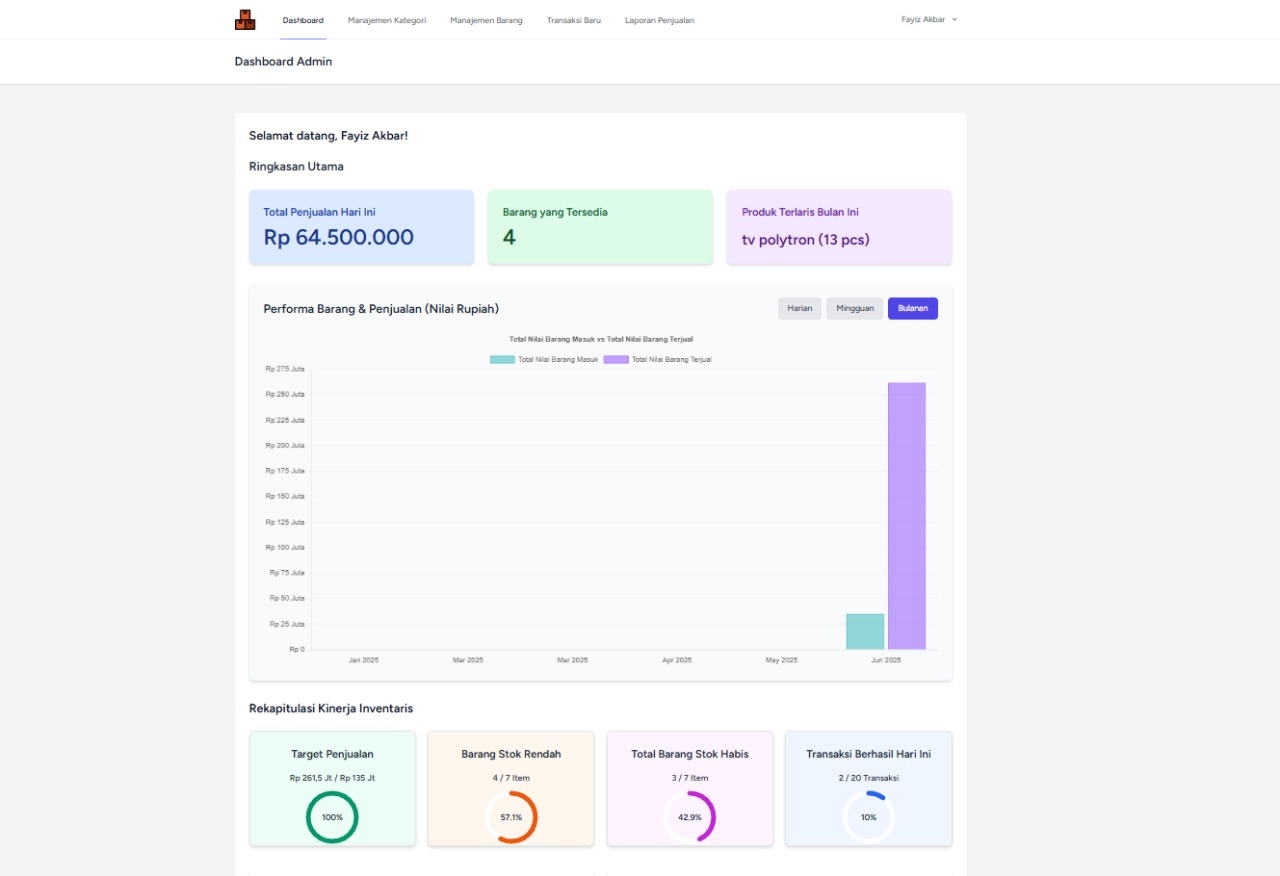 Dashboard Manajemen Kategori Manajemen Barang Transaksi Baru Laporan Penjualan Fayiz Akbar
Dashboard Admin
Selamat datang, Fayiz Akbar!
Ringkasan Utama
Total Penjualan Hari Ini
Rp 64.500.000
Barang yang Tersedia
4
Produk Terlaris Bulan Ini
tv polytron (13 pcs)
Performa Barang & Penjualan (Nilai Rupiah)
Harian Mingguan Bulanan
Total Nilai Barang Masuk vs Total Nilai Barang Terjual
Total Nilai Barang Masuk Total Nilai Barang Terjual
Rp 275 Juta
Rp 250 Juta
Rp 225 Juta
Rp 200 Juta
Rp 175 Juta
Rp 150 Juta
Rp 125 Juta
Rp 100 Juta
Rp 75 Juta
Rp 50 Juta
Rp 25 Juta
Rp 0
Jan 2025 Mar 2025 Mar 2025 Apr 2025 May 2025 Jun 2025
Rekapitulasi Kinerja Inventaris
Target Penjualan
Rp 261,5 Jt / Rp 135 Jt
100%
Barang Stok Rendah
4 / 7 Item
57.1%
Total Barang Stok Habis
3 / 7 Item
42.9%
Transaksi Berhasil Hari Ini
2 / 20 Transaksi
10%